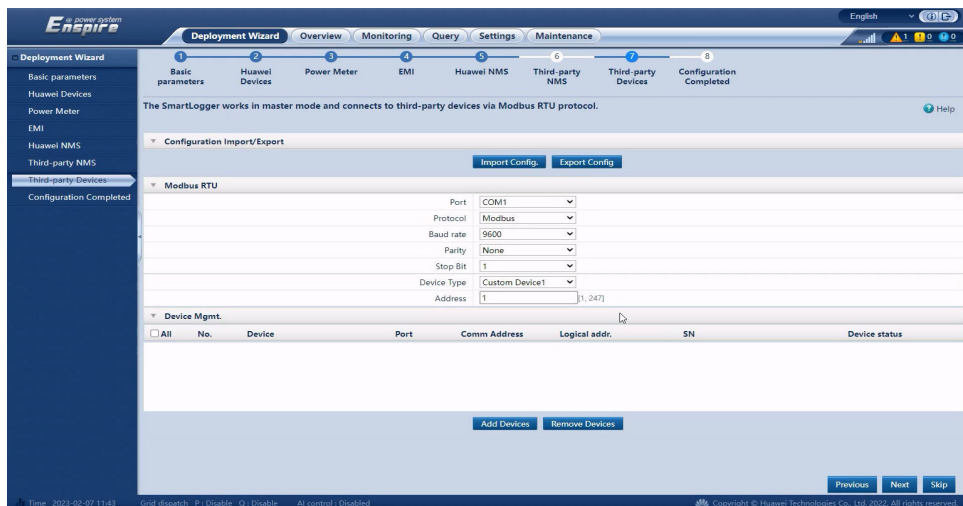 @ power system
Enspire
English
Deployment Wizard
Overview
Monitoring
Query
Settings
Maintenance
1
1 0
0
Deployment Wizard
Basic parameters
Huawei Devices
Power Meter
EMI
Huawei NMS
Third-party NMS
Third-party Devices
Configuration Completed
1
2
3
4
5
6
7
8
Basic parameters
Huawei Devices
Power Meter
EMI
Huawei NMS
Third-party NMS
Third-party Devices
Configuration Completed
The SmartLogger works in master mode and connects to third-party devices via Modbus RTU protocol.
Help
Configuration Import/Export
Import Config.
Export Config
Modbus RTU
Port COM1
Protocol Modbus
Baud rate 9600
Parity None
Stop Bit 1
Device Type Custom Device1
Address 1 [1, 247]
Device Mgmt.
All No. Device Port Comm Address Logical addr. SN Device status
Add Devices
Remove Devices
Previous
Next
Skip
Time 2023-02-07 11:43
Grid dispatch P : Disable Q : Disable AI control : Disabled
Copyright © Huawei Technologies Co., Ltd. 2022. All rights reserved.